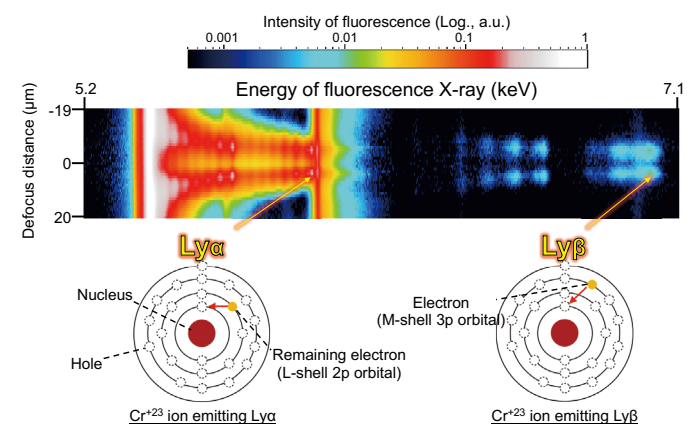 Intensity of fluorescence (Log., a.u.)
0.001 0.01 0.1 1
5.2 Energy of fluorescence X-ray (keV) 7.1
Defocus distance (μm)
-19
0
20
Lyα Lyβ
Nucleus
Hole
Remaining electron
(L-shell 2p orbital)
Cr⁺²³ ion emitting Lyα
Electron
(M-shell 3p orbital)
Cr⁺²³ ion emitting Lyβ